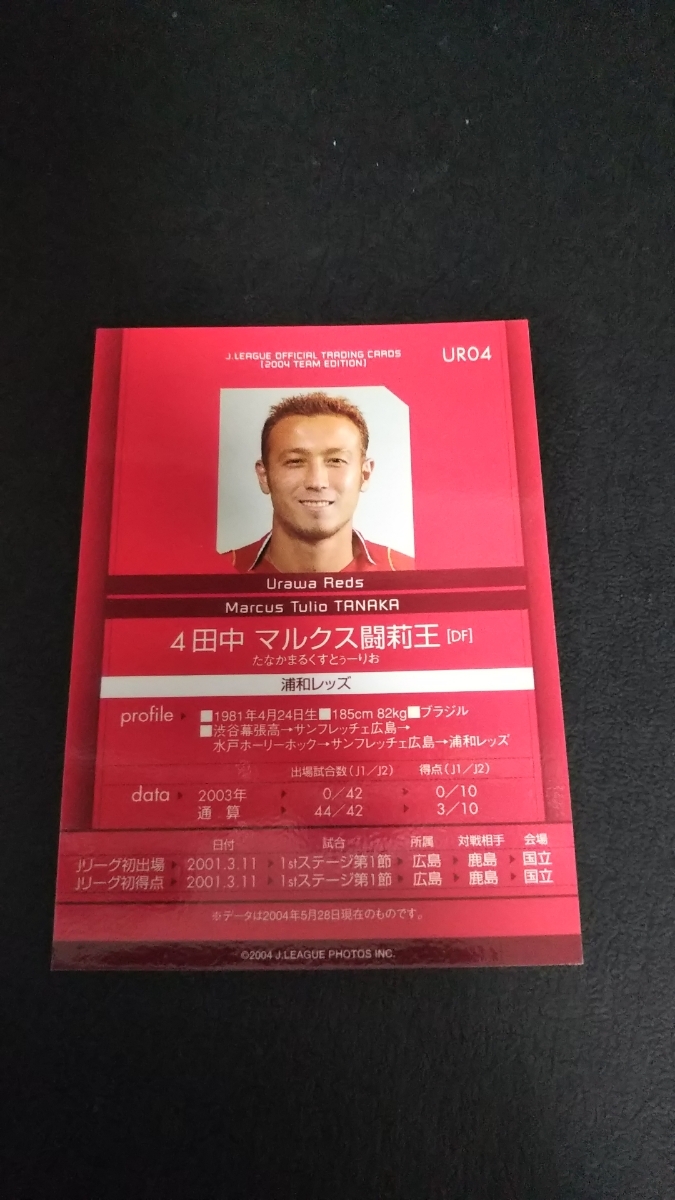 J.LEAGUE OFFICIAL TRADING CARDS
[2004 TEAM EDITION]
UR04
Urawa Reds
Marcus Tulio TANAKA
4 田中 マルクス闘莉王 [DF]
たなかまるくすとぅーりお
浦和レッズ
profile ▶ ■1981年4月24日生■185cm 82kg■ブラジル
■渋谷幕張高→サンフレッチェ広島→
水戸ホーリーホック→サンフレッチェ広島→浦和レッズ
出場試合数(J1/J2) 得点(J1/J2)
data ▶ 2003年 ▶ 0/42 ▶ 0/10
通 算 ▶ 44/42 ▶ 3/10
日付 試合 所属 対戦相手 会場
Jリーグ初出場 ▶ 2001.3.11 ▶ 1stステージ第1節 ▶ 広島 ▶ 鹿島 ▶ 国立
Jリーグ初得点 ▶ 2001.3.11 ▶ 1stステージ第1節 ▶ 広島 ▶ 鹿島 ▶ 国立
※データは2004年5月28日現在のものです。
©2004 J.LEAGUE PHOTOS INC.